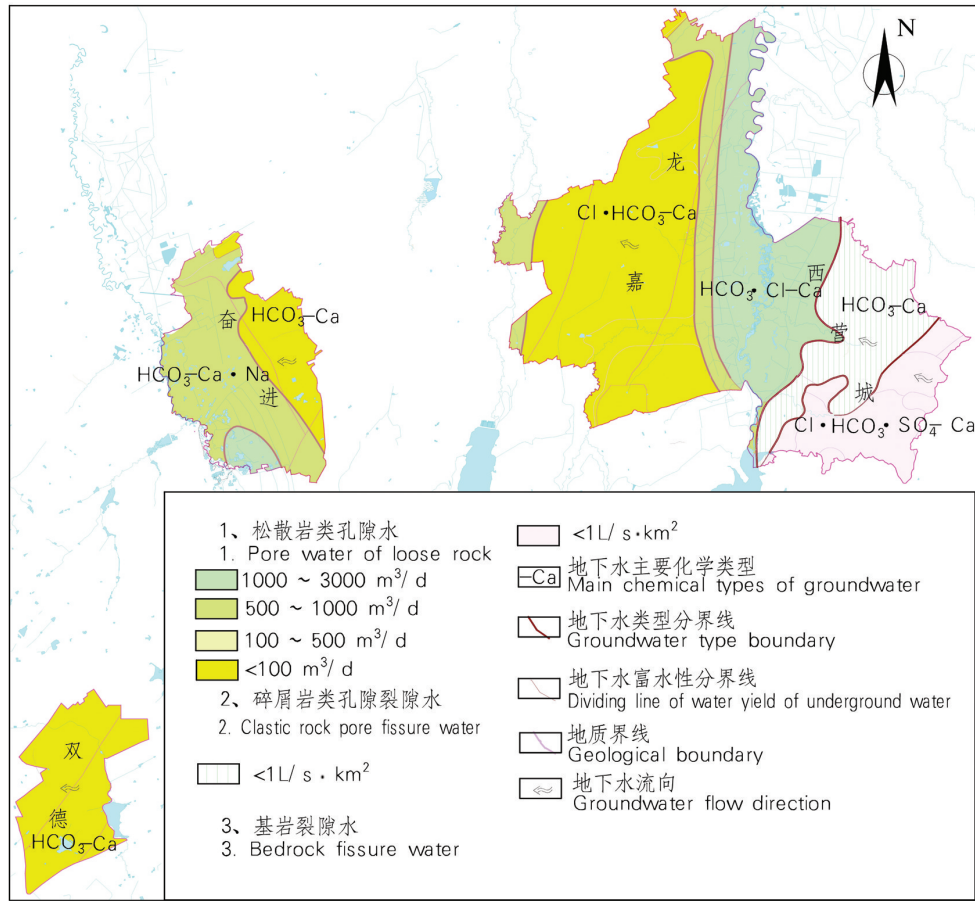 N
龙
Cl•HCO₃-Ca
嘉
HCO₃•Cl-Ca
西
HCO₃-Ca
营
城
Cl•HCO₃•SO₄-Ca
奋
HCO₃-Ca
HCO₃-Ca•Na
进
双
德
HCO₃-Ca
1、松散岩类孔隙水
1. Pore water of loose rock
1000 ~ 3000 m³/d
500 ~ 1000 m³/d
100 ~ 500 m³/d
<100 m³/d
2、碎屑岩类孔隙裂隙水
2. Clastic rock pore fissure water
<1L/s·km²
3、基岩裂隙水
3. Bedrock fissure water
<1L/s·km²
-Ca
地下水主要化学类型
Main chemical types of groundwater
地下水类型分界线
Groundwater type boundary
地下水富水性分界线
Dividing line of water yield of underground water
地质界线
Geological boundary
地下水流向
Groundwater flow direction